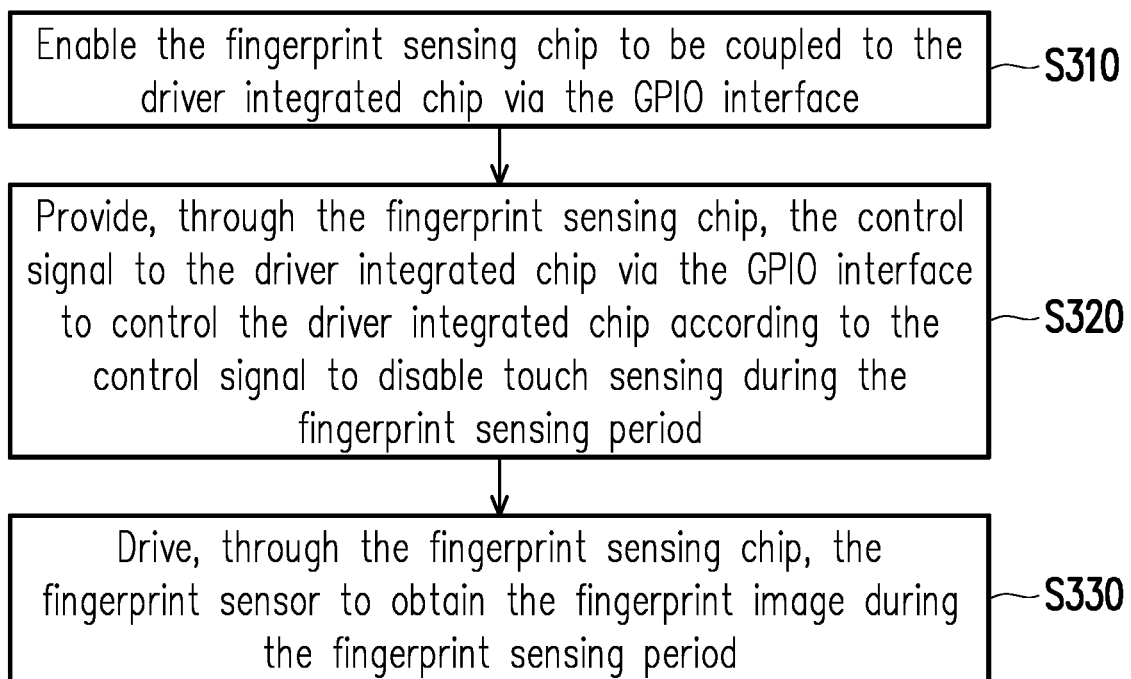 Enable the fingerprint sensing chip to be coupled to the
driver integrated chip via the GPIO interface
S310
Provide, through the fingerprint sensing chip, the control
signal to the driver integrated chip via the GPIO interface
to control the driver integrated chip according to the
control signal to disable touch sensing during the
fingerprint sensing period
S320
Drive, through the fingerprint sensing chip, the
fingerprint sensor to obtain the fingerprint image during
the fingerprint sensing period
S330